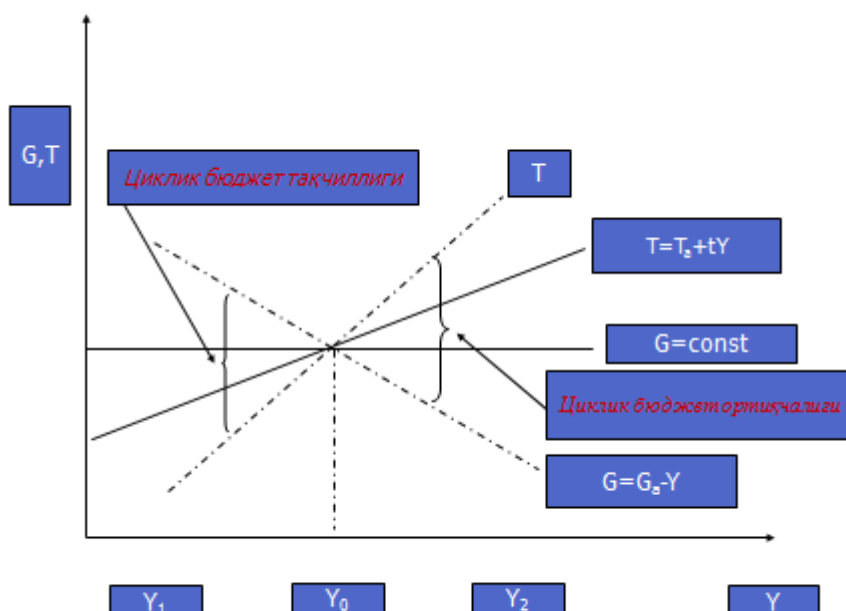 G,T
Циклик бюджет тақчиллиги
T
T=Tₐ+tY
G=const
Циклик бюджет ортиқчалиги
G=Gₐ-Y
Y₁
Y₀
Y₂
Y